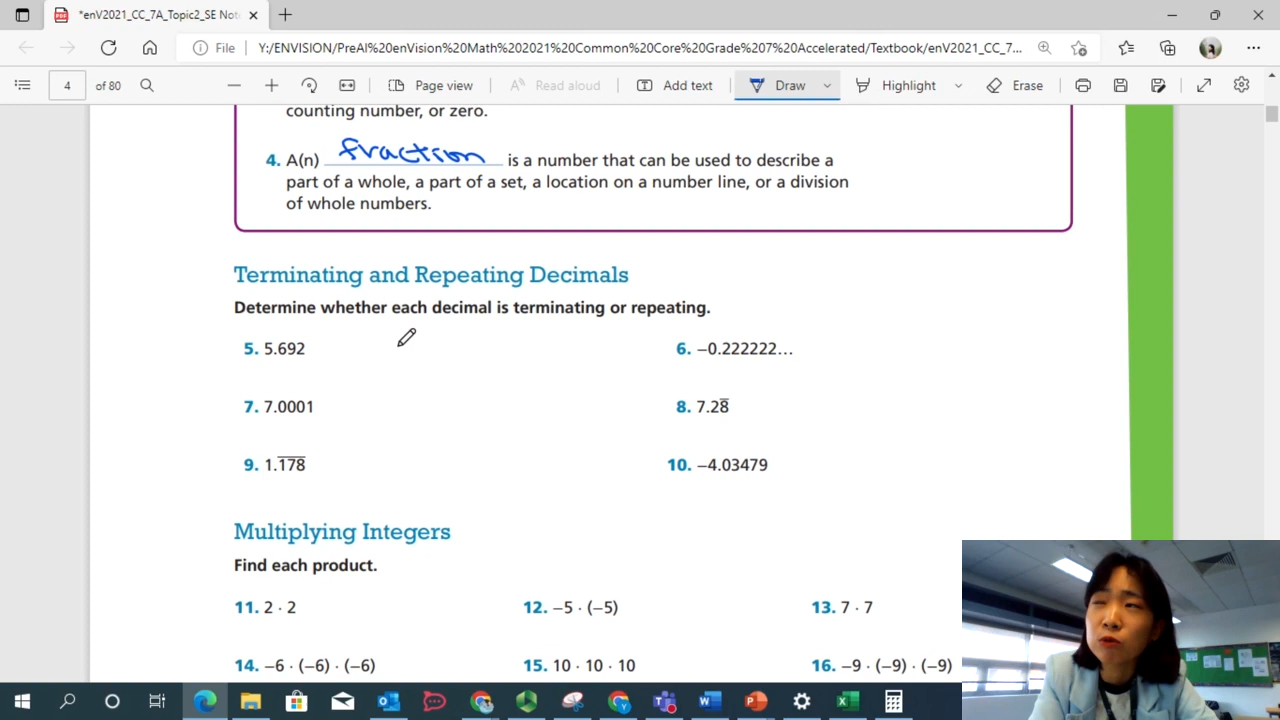 *enV2021_CC_7A_Topic2_SE Not
File
Y:/ENVISION/PreAI%20enVision%20Math%202021%20Common%20Core%20Grade%207%20Accelerated/Textbook/enV2021_CC_7...
4 of 80
Page view
Read aloud
Add text
Draw
Highlight
Erase
counting number, or zero.
4. A(n) fraction is a number that can be used to describe a
part of a whole, a part of a set, a location on a number line, or a division
of whole numbers.
Terminating and Repeating Decimals
Determine whether each decimal is terminating or repeating.
5. 5.692
6. −0.222222…
7. 7.0001
8. 7.28̅
9. 1.1̅7̅8̅
10. −4.03479
Multiplying Integers
Find each product.
11. 2 · 2
12. −5 · (−5)
13. 7 · 7
14. −6 · (−6) · (−6)
15. 10 · 10 · 10
16. −9 · (−9) · (−9)